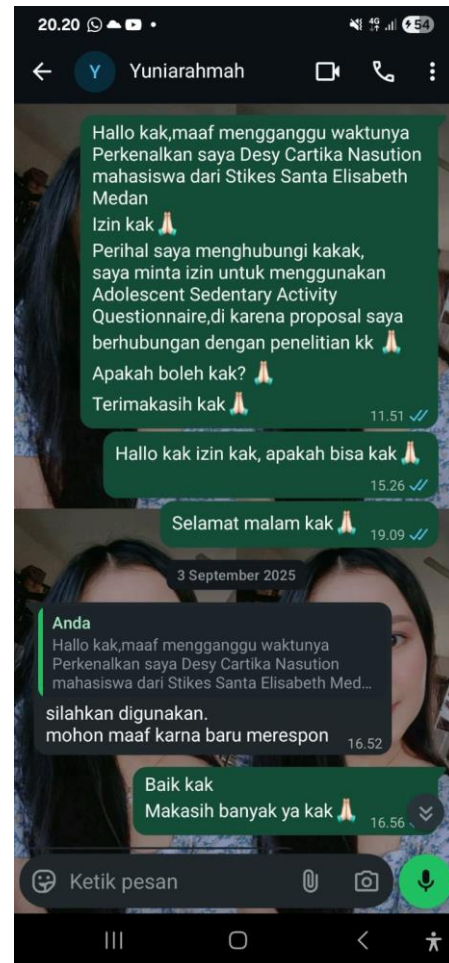 20.20
4G
54
Y Yuniarahmah
Hallo kak,maaf mengganggu waktunya
Perkenalkan saya Desy Cartika Nasution
mahasiswa dari Stikes Santa Elisabeth
Medan
Izin kak 🙏🏻
Perihal saya menghubungi kakak,
saya minta izin untuk menggunakan
Adolescent Sedentary Activity
Questionnaire,di karena proposal saya
berhubungan dengan penelitian kk 🙏🏻
Apakah boleh kak? 🙏🏻
Terimakasih kak 🙏🏻
11.51
Hallo kak izin kak, apakah bisa kak 🙏🏻
15.26
Selamat malam kak 🙏🏻
19.09
3 September 2025
Anda
Hallo kak,maaf mengganggu waktunya
Perkenalkan saya Desy Cartika Nasution
mahasiswa dari Stikes Santa Elisabeth Med...
silahkan digunakan.
mohon maaf karna baru merespon
16.52
Baik kak
Makasih banyak ya kak 🙏🏻
16.56
Ketik pesan